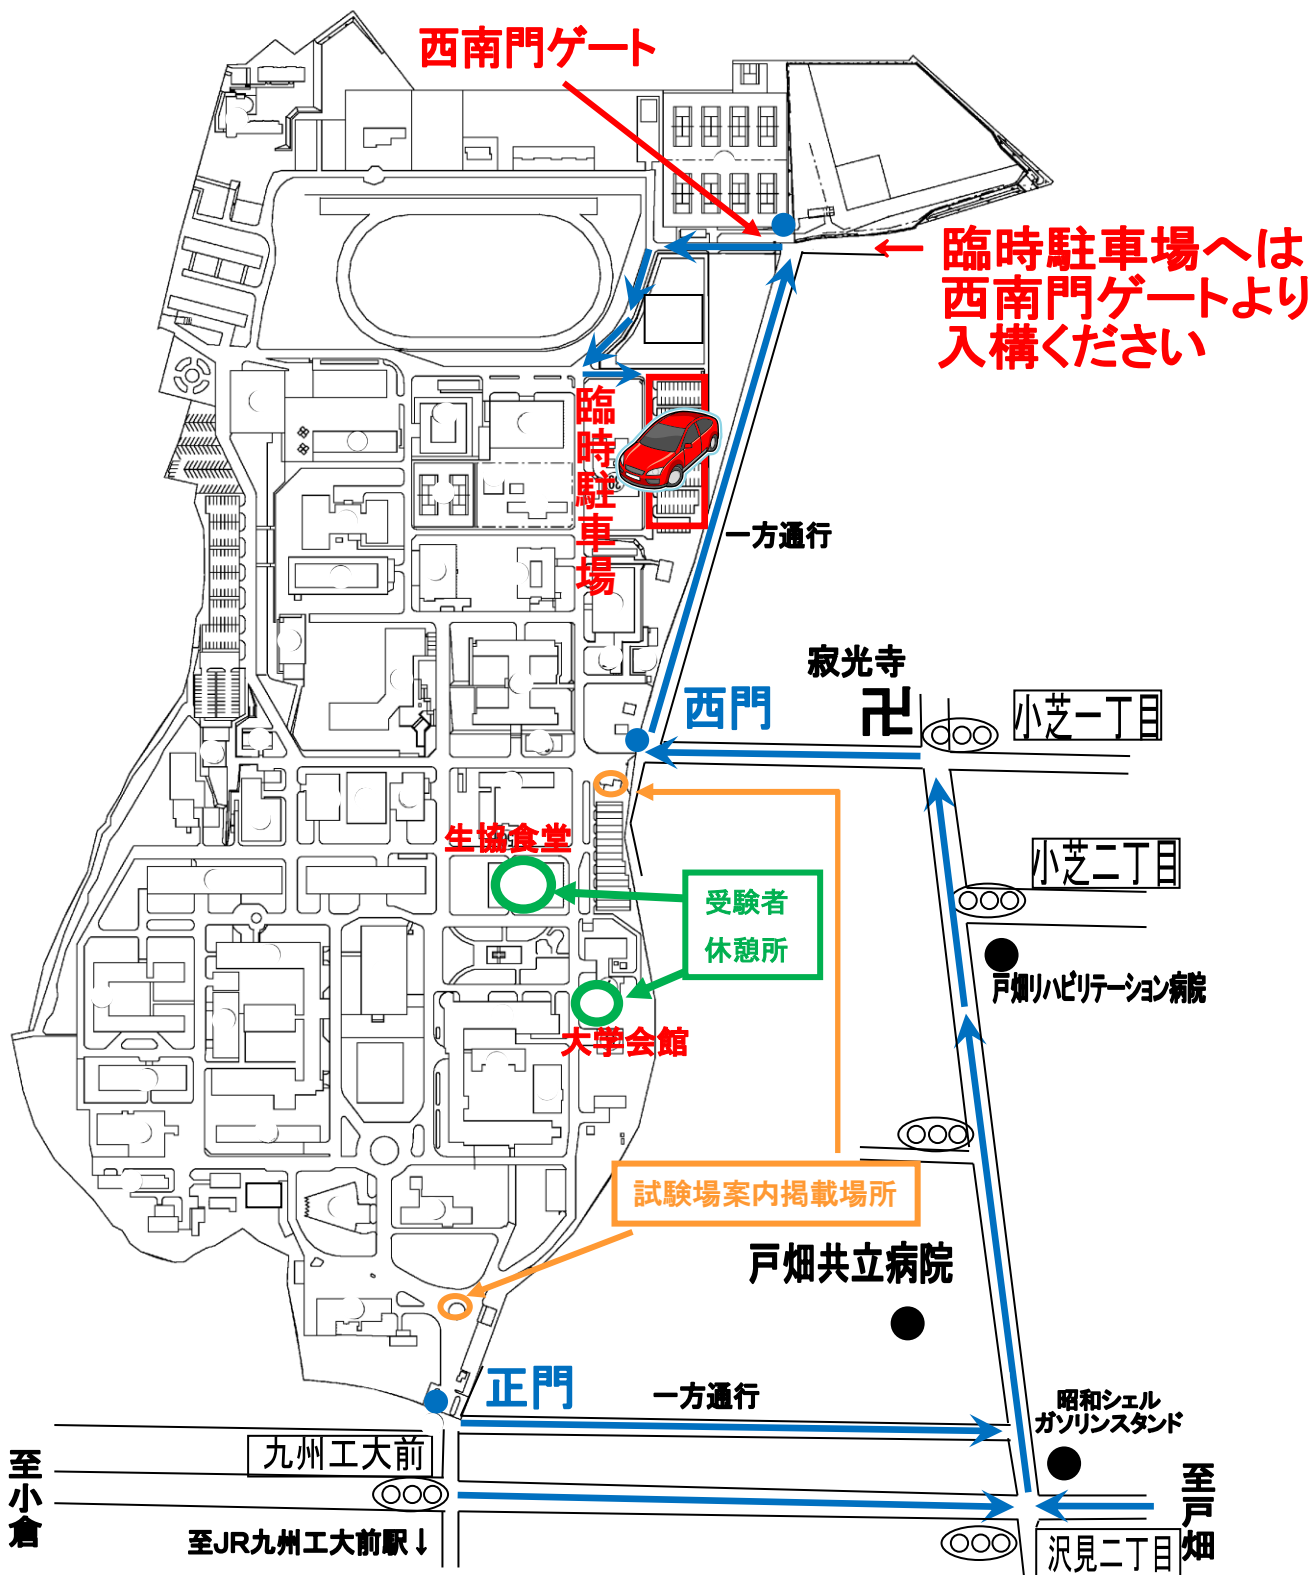 西南門ゲート
臨時駐車場へは
西南門ゲートより
入構ください
臨時駐車場
一方通行
寂光寺
卍
西門
小芝一丁目
生協食堂
小芝二丁目
受験者
休憩所
戸畑リハビリテーション病院
大学会館
試験場案内掲載場所
戸畑共立病院
正門
一方通行
昭和シェル
ガソリンスタンド
九州工大前
至小倉
至戸畑
至JR九州工大前駅↓
沢見二丁目